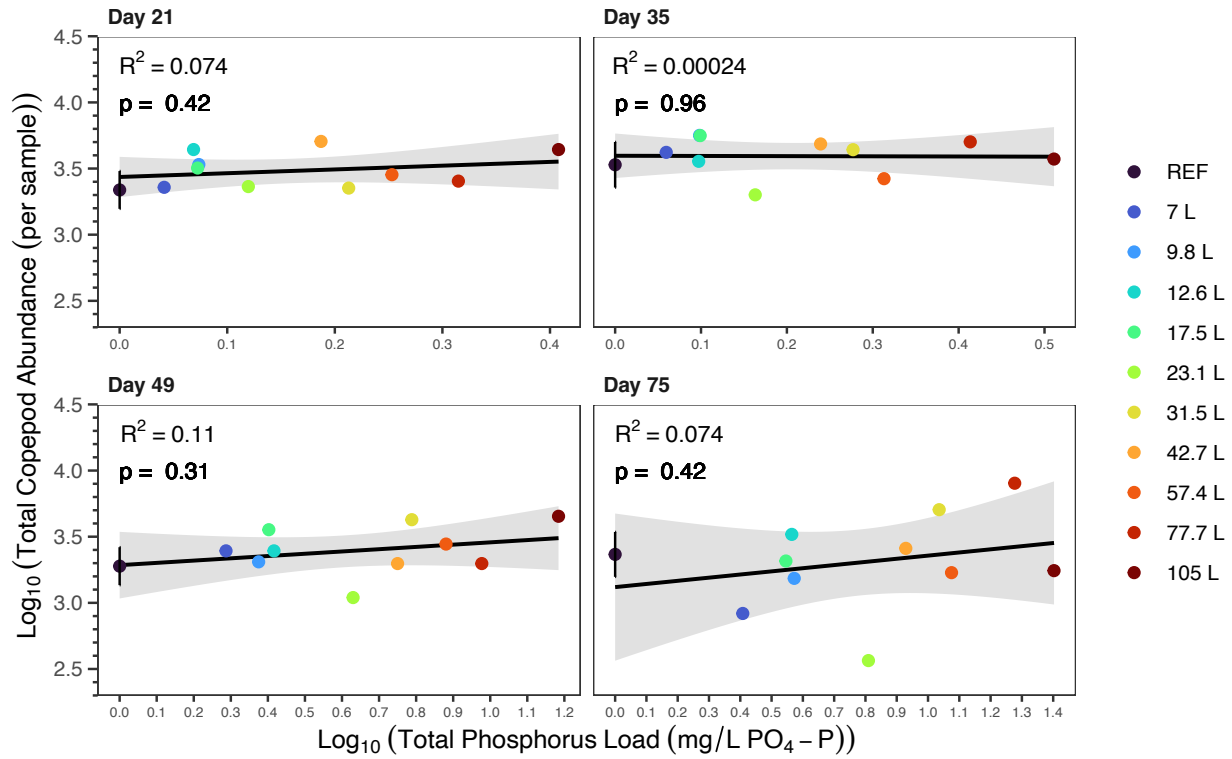 Day 21
Day 35
4.5
4.0
3.5
3.0
2.5
R² = 0.074
p = 0.42
R² = 0.00024
p = 0.96
0.0 0.1 0.2 0.3 0.4
0.0 0.1 0.2 0.3 0.4 0.5
Day 49
Day 75
4.5
4.0
3.5
3.0
2.5
R² = 0.11
p = 0.31
R² = 0.074
p = 0.42
0.0 0.1 0.2 0.3 0.4 0.5 0.6 0.7 0.8 0.9 1.0 1.1 1.2
0.0 0.1 0.2 0.3 0.4 0.5 0.6 0.7 0.8 0.9 1.0 1.1 1.2 1.3 1.4
Log₁₀ (Total Copepod Abundance (per sample))
Log₁₀ (Total Phosphorus Load (mg/L PO₄ – P))
REF
7 L
9.8 L
12.6 L
17.5 L
23.1 L
31.5 L
42.7 L
57.4 L
77.7 L
105 L